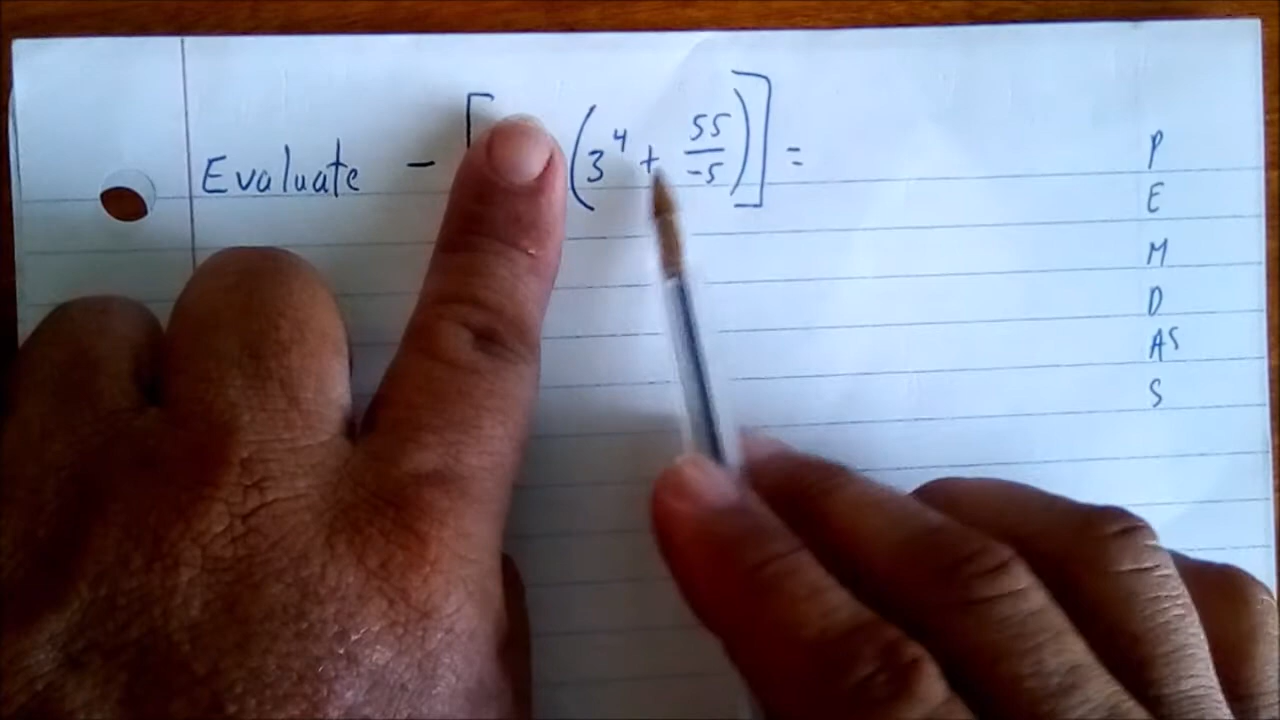 Evaluate - [ (3⁴ + 55/-5)] =
P
E
M
D
AS
S